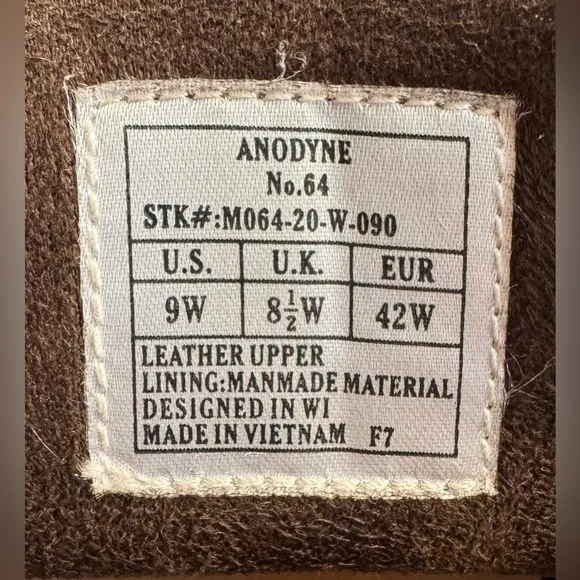 ANODYNE
No.64
STK#:M064-20-W-090
U.S. U.K. EUR
9W 8½W 42W
LEATHER UPPER
LINING:MANMADE MATERIAL
DESIGNED IN WI
MADE IN VIETNAM F7